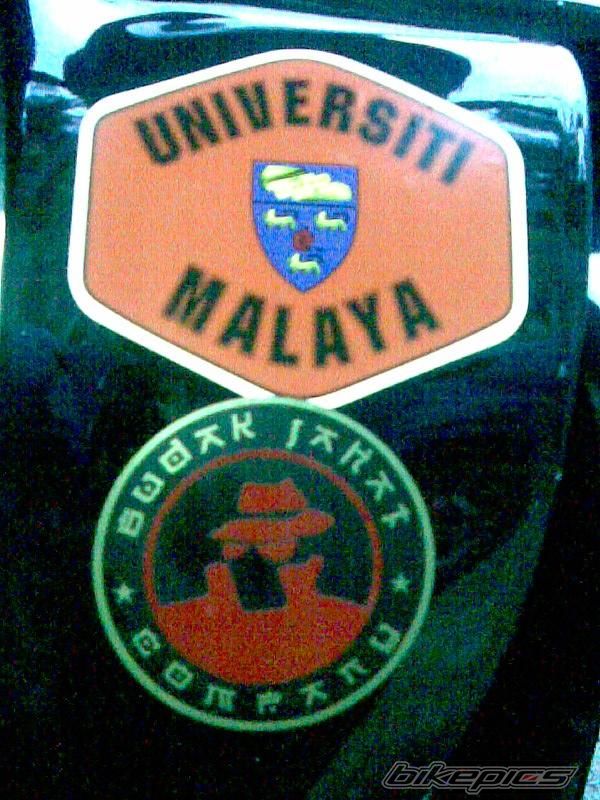 UNIVERSITI
MALAYA
BUDAK JAHAT
COMPANY
bikepics